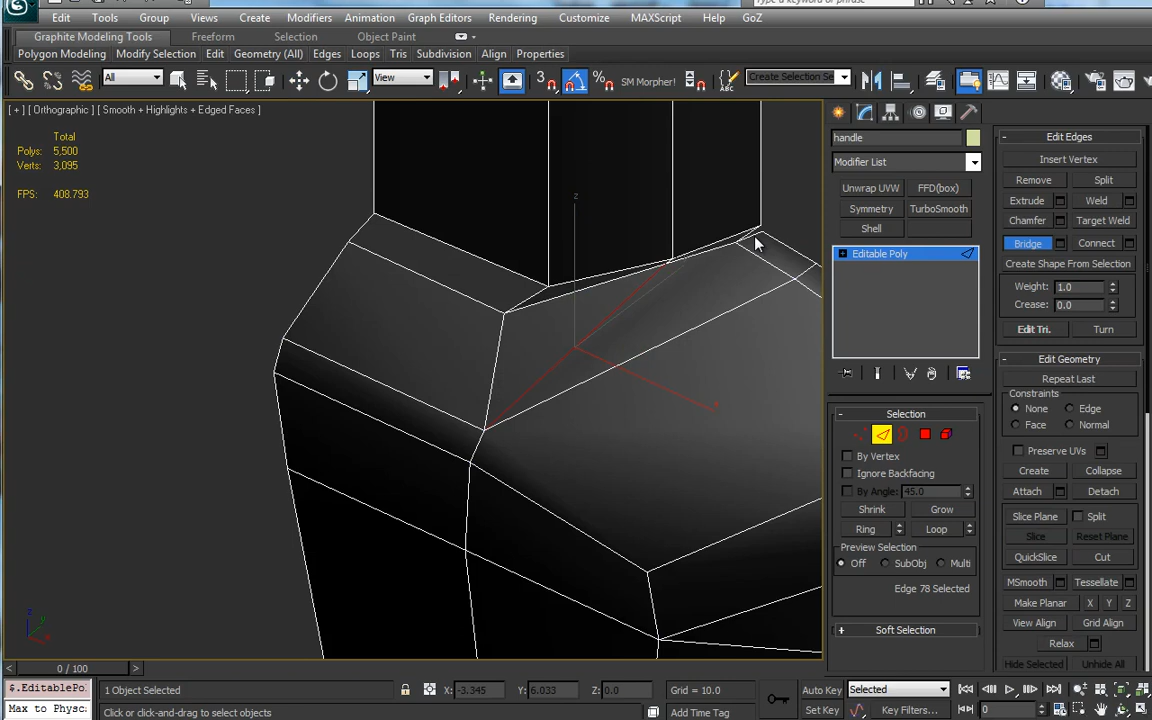 Type a keyword or phrase
Edit Tools Group Views Create Modifiers Animation Graph Editors Rendering Customize MAXScript Help GoZ
Graphite Modeling Tools Freeform Selection Object Paint
Polygon Modeling Modify Selection Edit Geometry (All) Edges Loops Tris Subdivision Align Properties
All View 3 % SM Morpher! ABC Create Selection Se
[ + ] [ Orthographic ] [ Smooth + Highlights + Edged Faces ]
Total
Polys: 5,500
Verts: 3,095
FPS: 408.793
z
x
z
y
x
handle
Modifier List
Unwrap UVW FFD(box)
Symmetry TurboSmooth
Shell
+ Editable Poly
- Selection
By Vertex
Ignore Backfacing
By Angle: 45.0
Shrink Grow
Ring Loop
Preview Selection
Off SubObj Multi
Edge 78 Selected
+ Soft Selection
- Edit Edges
Insert Vertex
Remove Split
Extrude Weld
Chamfer Target Weld
Bridge Connect
Create Shape From Selection
Weight: 1.0
Crease: 0.0
Edit Tri. Turn
- Edit Geometry
Repeat Last
Constraints
None Edge
Face Normal
Preserve UVs
Create Collapse
Attach Detach
Slice Plane Split
Slice Reset Plane
QuickSlice Cut
MSmooth Tessellate
Make Planar X Y Z
View Align Grid Align
Relax
Hide Selected Unhide All
< 0 / 100 >
$.EditablePo 1 Object Selected X: -3.345 Y: 6.033 Z: 0.0 Grid = 10.0 Auto Key Selected
Max to Physc Click or click-and-drag to select objects Add Time Tag Set Key Key Filters... 0